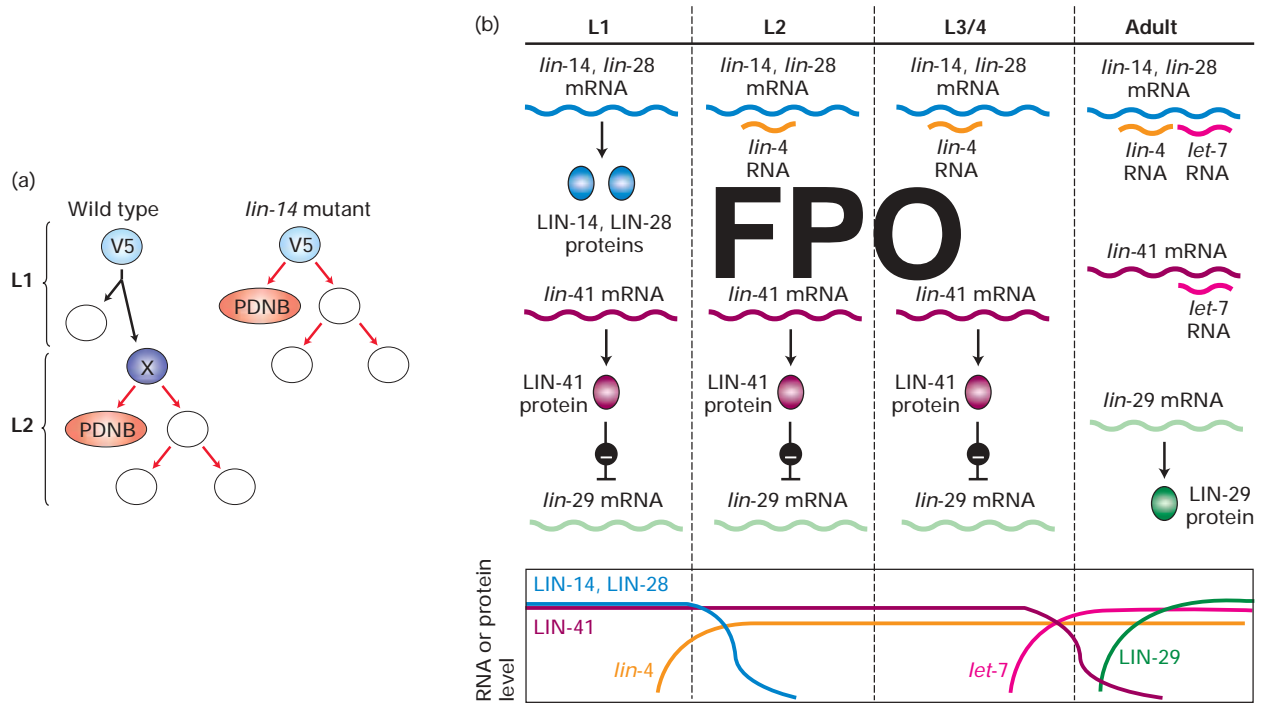 (a)
Wild type
lin-14 mutant
L1
V5
V5
PDNB
X
L2
PDNB
(b)
L1
L2
L3/4
Adult
lin-14, lin-28
mRNA
lin-14, lin-28
mRNA
lin-14, lin-28
mRNA
lin-14, lin-28
mRNA
lin-4
RNA
lin-4
RNA
lin-4
RNA
let-7
RNA
LIN-14, LIN-28
proteins
FPO
lin-41 mRNA
lin-41 mRNA
lin-41 mRNA
lin-41 mRNA
let-7
RNA
LIN-41
protein
LIN-41
protein
LIN-41
protein
–
–
–
lin-29 mRNA
lin-29 mRNA
lin-29 mRNA
lin-29 mRNA
LIN-29
protein
RNA or protein
level
LIN-14, LIN-28
LIN-41
lin-4
let-7
LIN-29